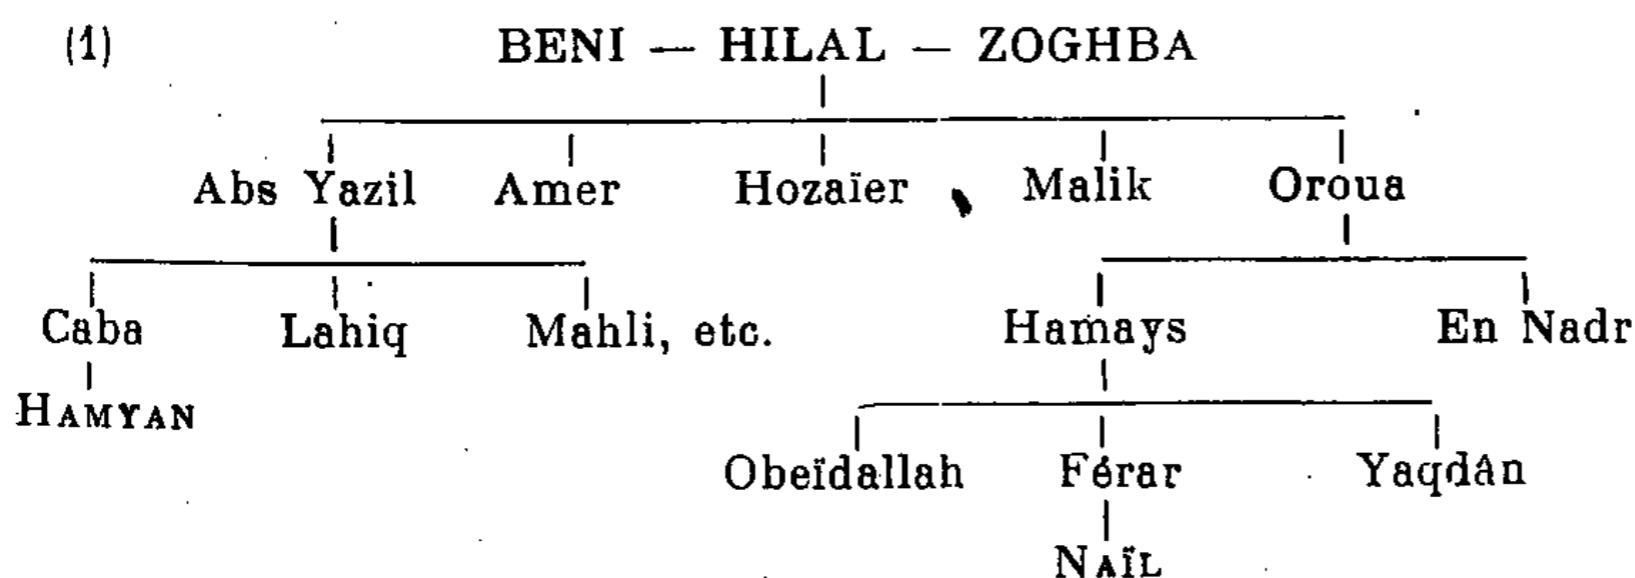 (1) BENI — HILAL — ZOGHBA
Abs Yazil Amer Hozaïer Malik Oroua
Caba Lahiq Mahli, etc. Hamays En Nadr
HAMYAN
Obeïdallah Férar Yaqdân
NAÏL